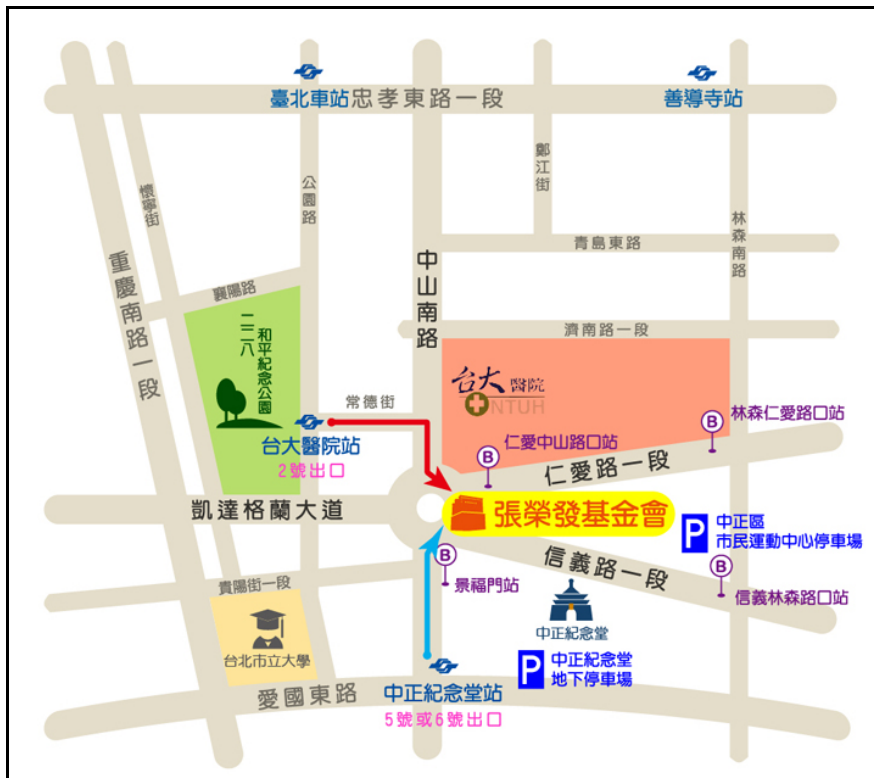 臺北車站
忠孝東路一段
善導寺站
懷寧街
公園路
鄭江街
林森南路
青島東路
重慶南路一段
襄陽路
中山南路
濟南路一段
二二八
和平紀念公園
台大醫院
NTUH
常德街
台大醫院站
2號出口
B
仁愛中山路口站
B
林森仁愛路口站
仁愛路一段
凱達格蘭大道
張榮發基金會
P
中正區
市民運動中心停車場
B
景福門站
信義路一段
B
信義林森路口站
貴陽街一段
台北市立大學
中正紀念堂
P
中正紀念堂
地下停車場
愛國東路
中正紀念堂站
5號或6號出口